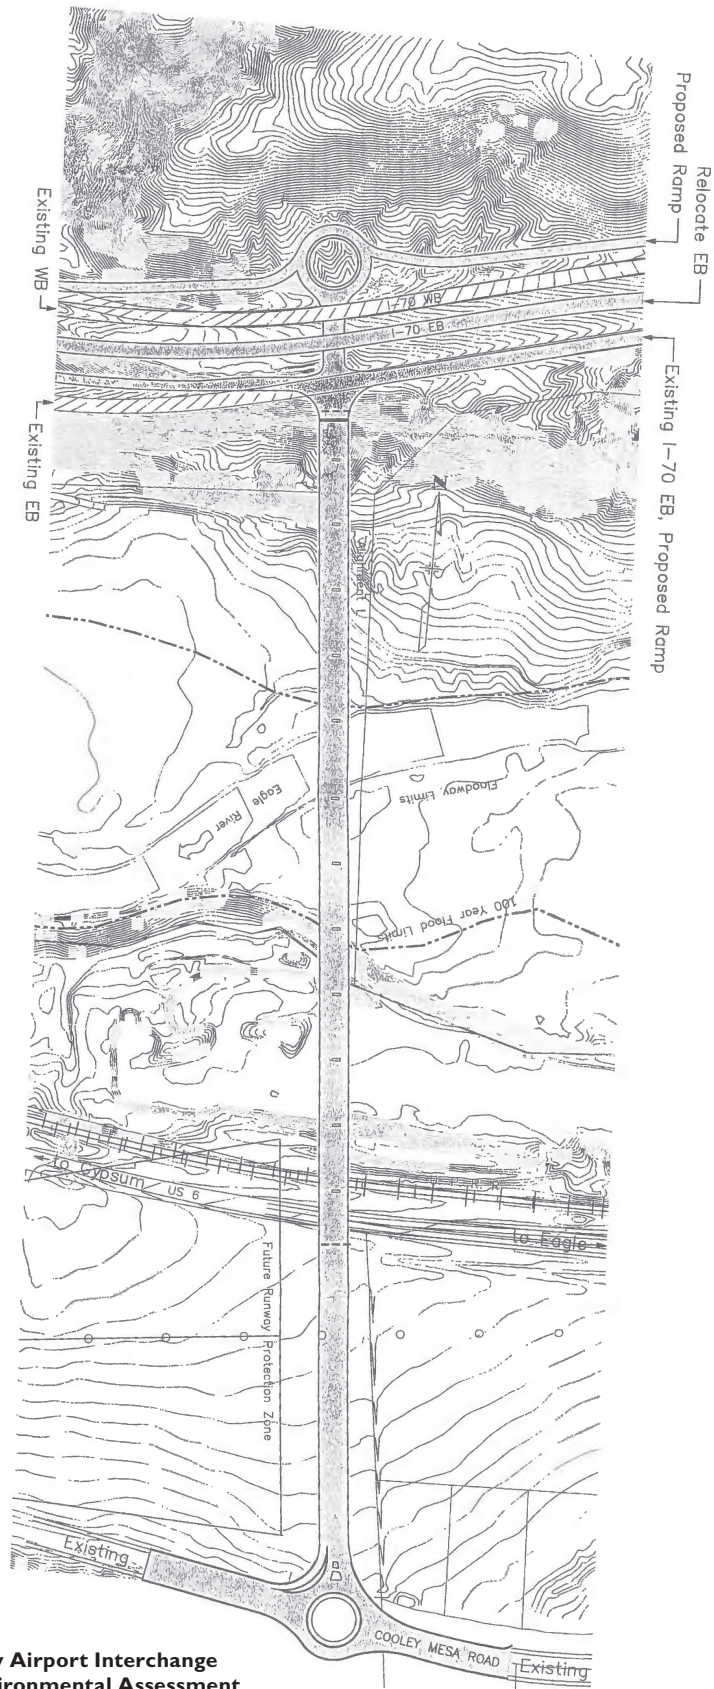 Relocate EB
Proposed Ramp
Existing WB
I-70 WB
I-70 EB
Existing I-70 EB, Proposed Ramp
Existing EB
N
Alignment L
Floodway Limits
Eagle
River
100 Year Flood Limits
to Gypsum
US 6
to Eagle
Future Runway Protection Zone
Existing
COOLEY MESA ROAD
Existing
Airport Interchange